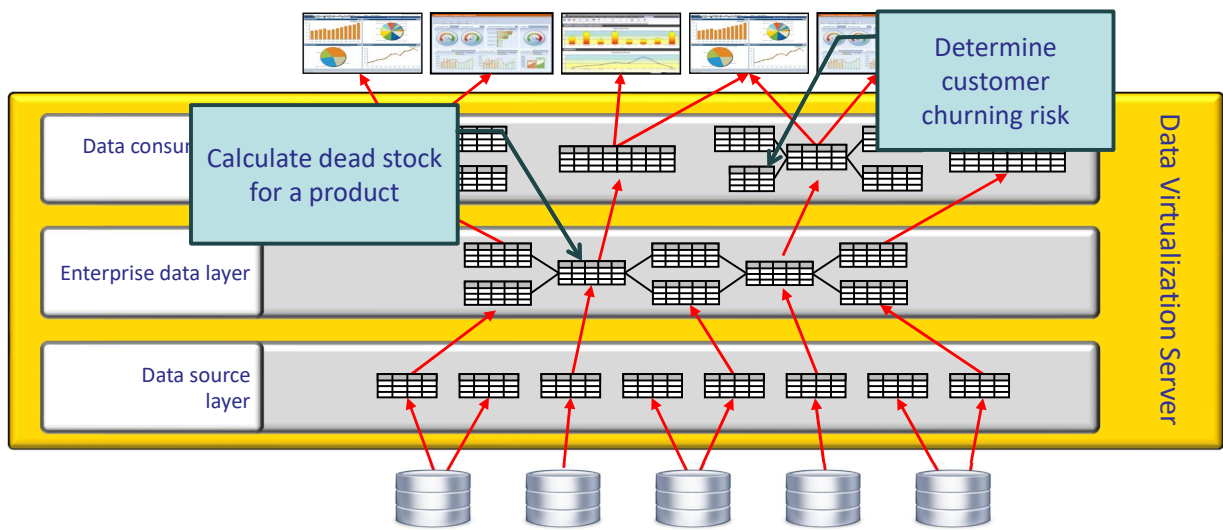 Determine
customer
churning risk
Data consu
Calculate dead stock
for a product
Enterprise data layer
Data source
layer
Data Virtualization Server